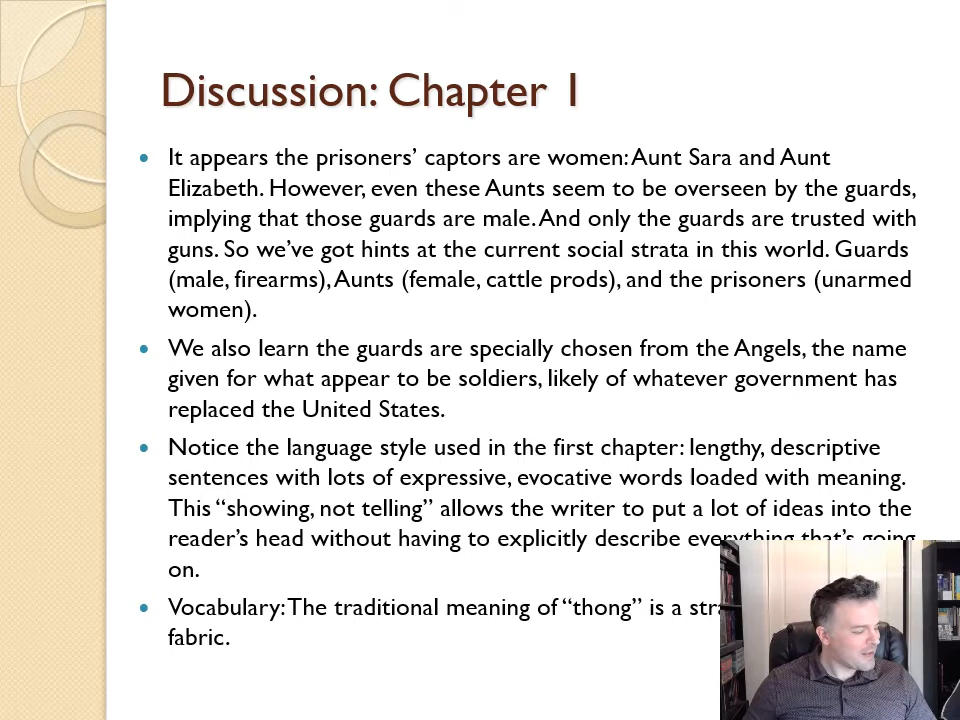 Discussion: Chapter 1
It appears the prisoners’ captors are women: Aunt Sara and Aunt
Elizabeth. However, even these Aunts seem to be overseen by the guards,
implying that those guards are male. And only the guards are trusted with
guns. So we’ve got hints at the current social strata in this world. Guards
(male, firearms), Aunts (female, cattle prods), and the prisoners (unarmed
women).
We also learn the guards are specially chosen from the Angels, the name
given for what appear to be soldiers, likely of whatever government has
replaced the United States.
Notice the language style used in the first chapter: lengthy, descriptive
sentences with lots of expressive, evocative words loaded with meaning.
This “showing, not telling” allows the writer to put a lot of ideas into the
reader’s head without having to explicitly describe everything that’s going
on.
Vocabulary: The traditional meaning of “thong” is a
fabric.